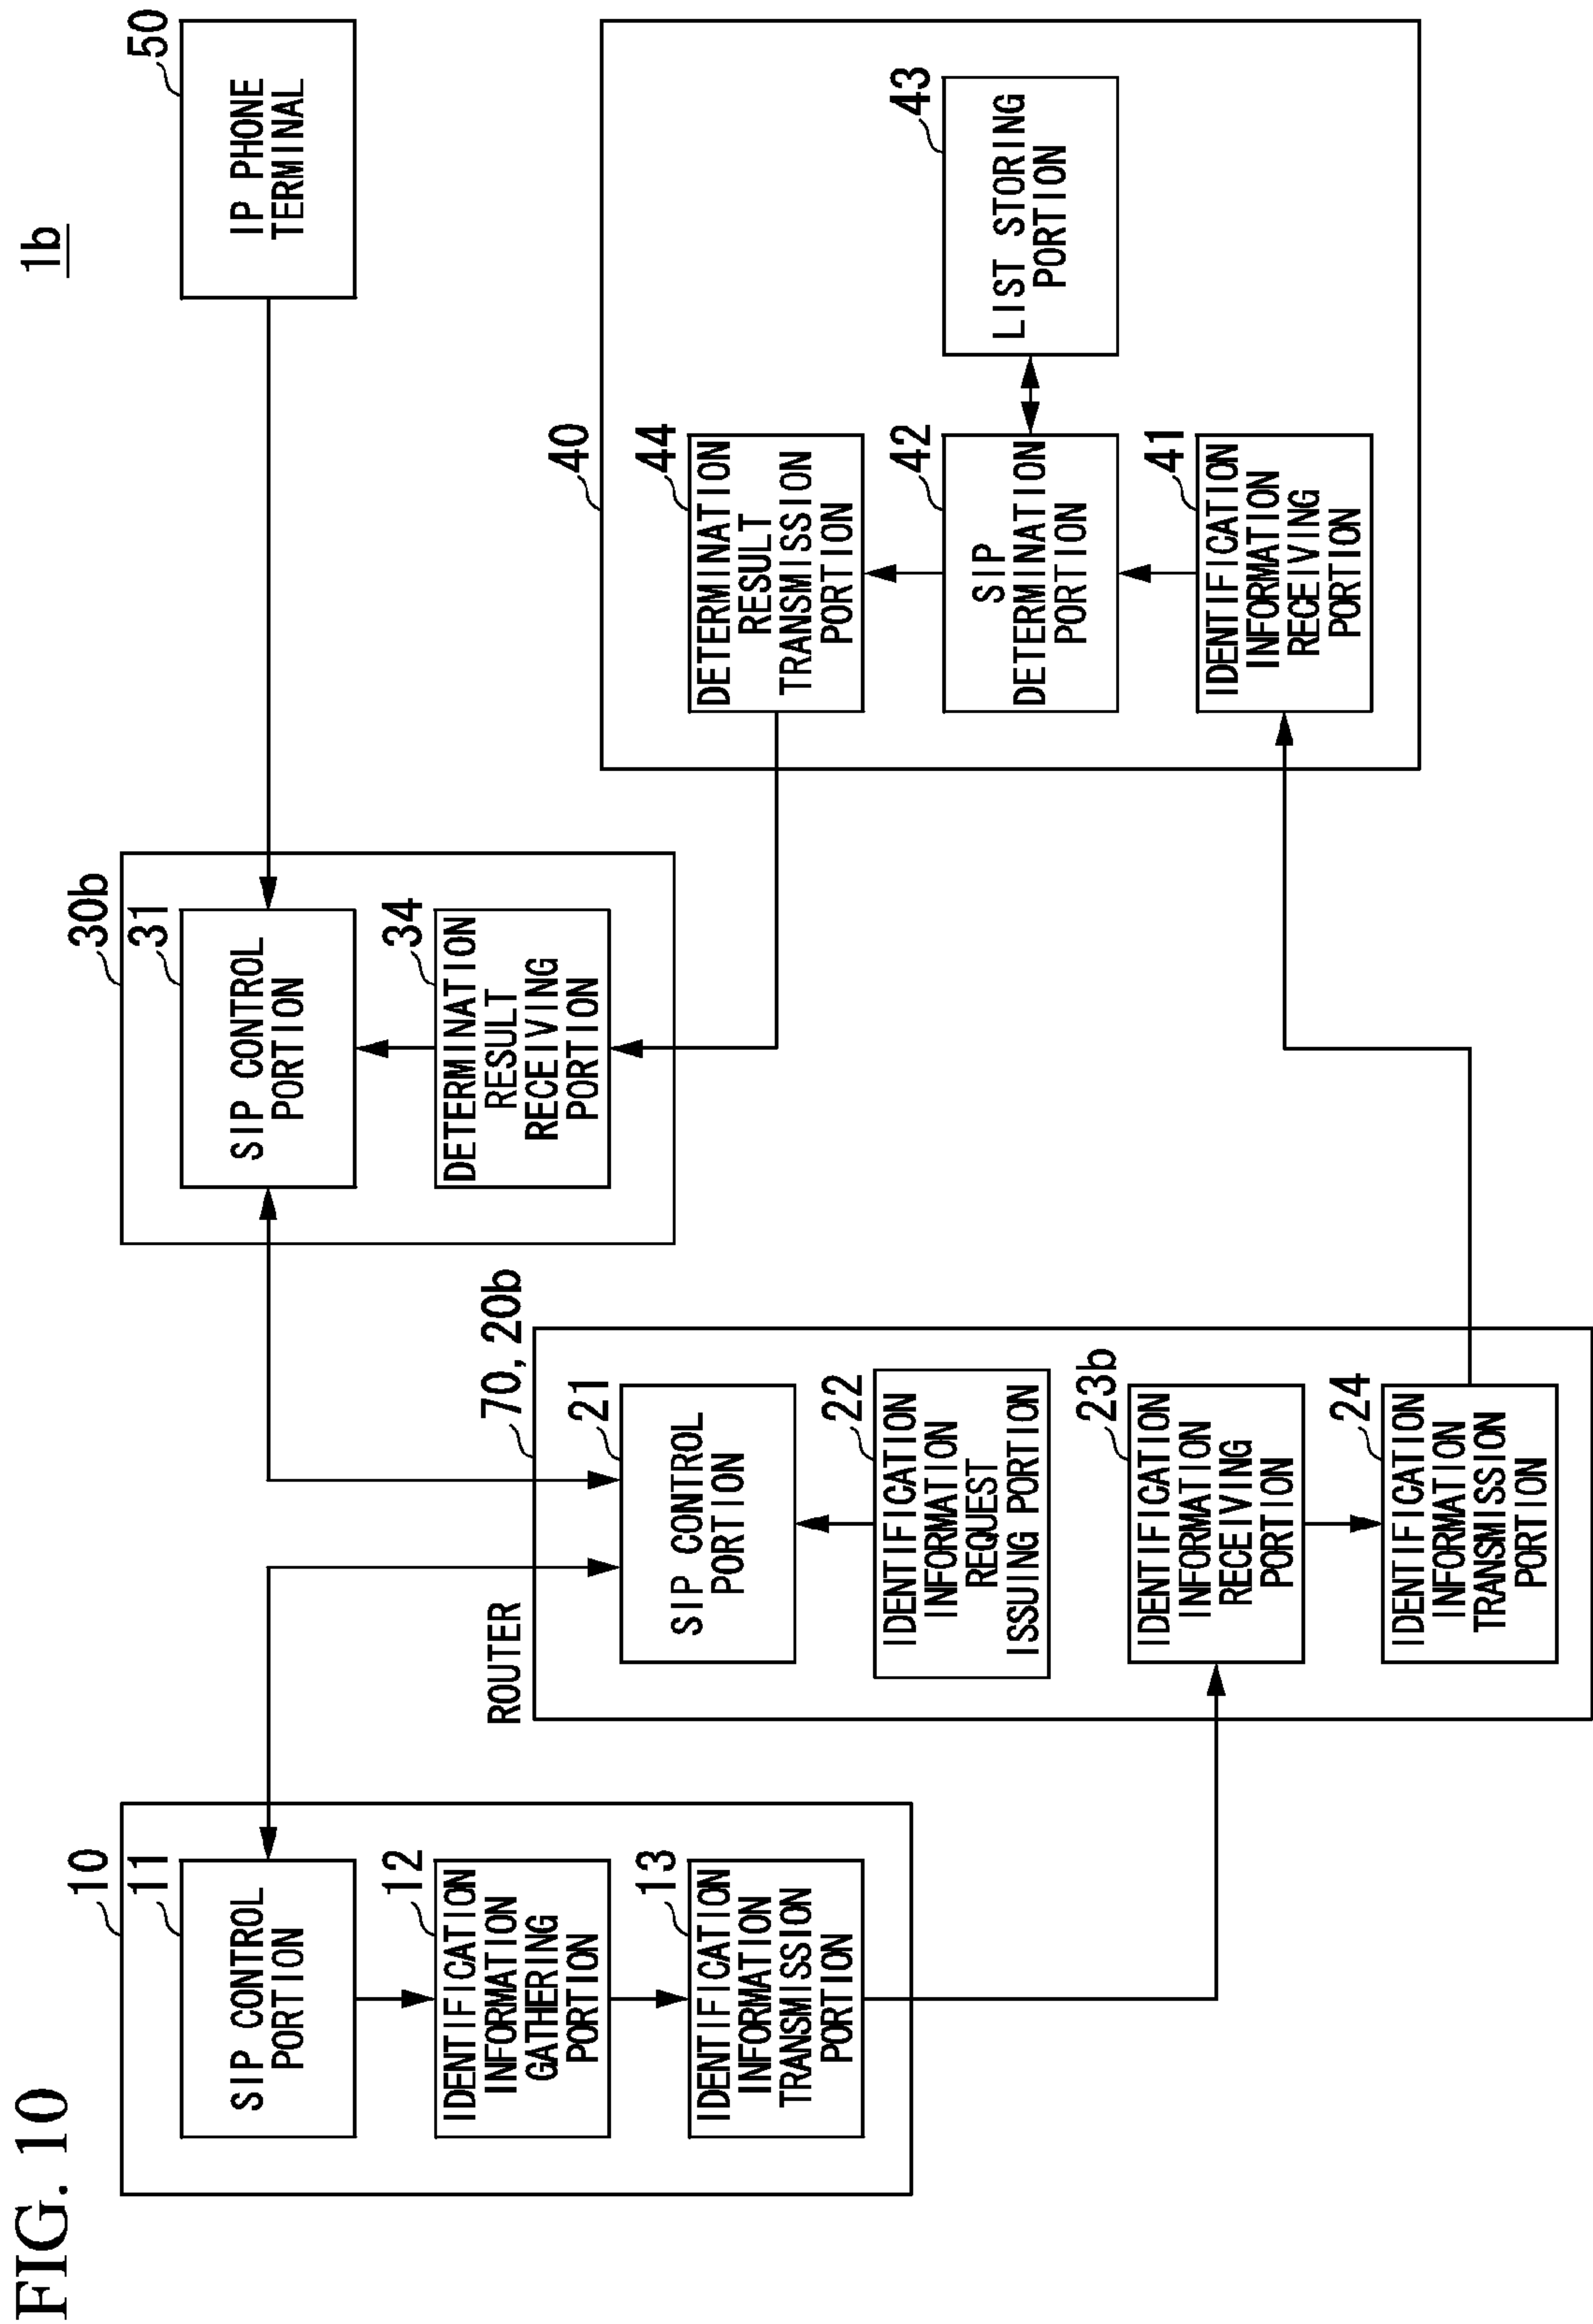 FIG. 10
1b
10
11
SIP CONTROL
PORTION
12
IDENTIFICATION
INFORMATION
GATHERING
PORTION
13
IDENTIFICATION
INFORMATION
TRANSMISSION
PORTION
ROUTER
70, 20b
21
SIP CONTROL
PORTION
22
IDENTIFICATION
INFORMATION
REQUEST
ISSUING PORTION
23b
IDENTIFICATION
INFORMATION
RECEIVING
PORTION
24
IDENTIFICATION
INFORMATION
TRANSMISSION
PORTION
30b
31
SIP CONTROL
PORTION
34
DETERMINATION
RESULT
RECEIVING
PORTION
50
IP PHONE
TERMINAL
40
44
DETERMINATION
RESULT
TRANSMISSION
PORTION
42
SIP
DETERMINATION
PORTION
43
LIST STORING
PORTION
41
IDENTIFICATION
INFORMATION
RECEIVING
PORTION